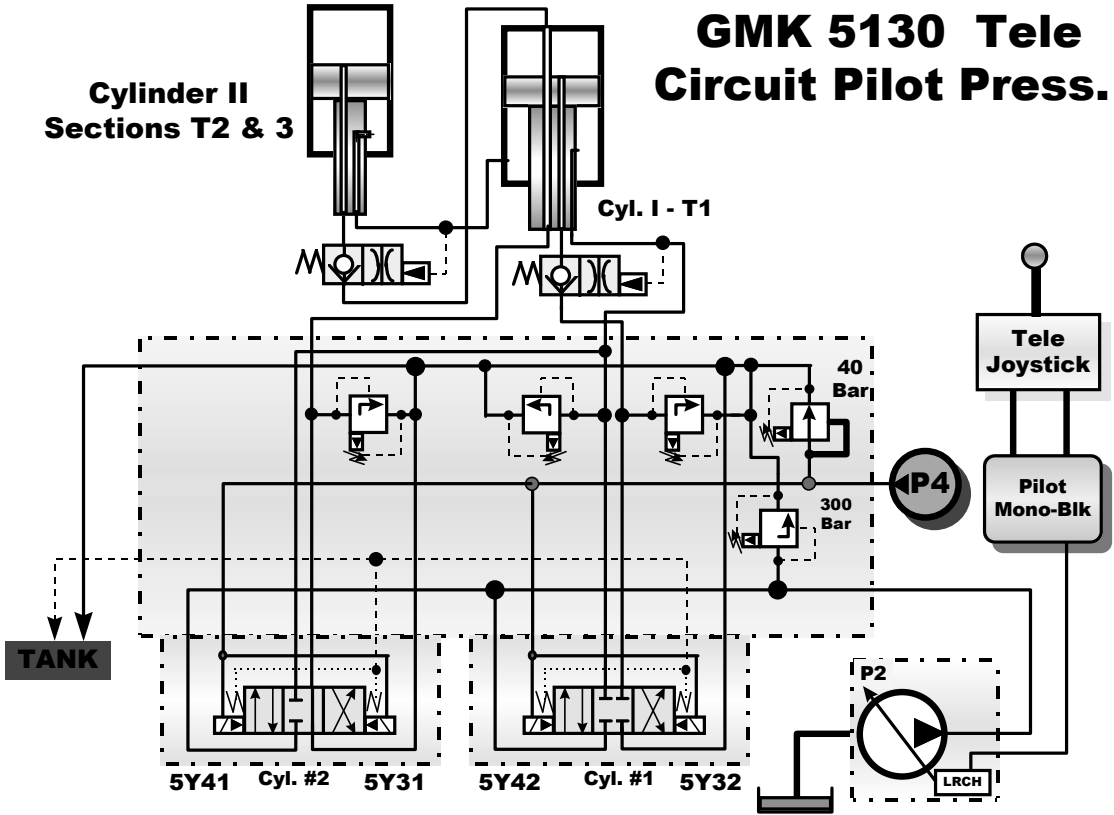 GMK 5130 Tele
Circuit Pilot Press.
Cylinder II
Sections T2 & 3
Cyl. I - T1
Tele
Joystick
40
Bar
P4
Pilot
Mono-Blk
300
Bar
TANK
P2
LRCH
5Y41
Cyl. #2
5Y31
5Y42
Cyl. #1
5Y32